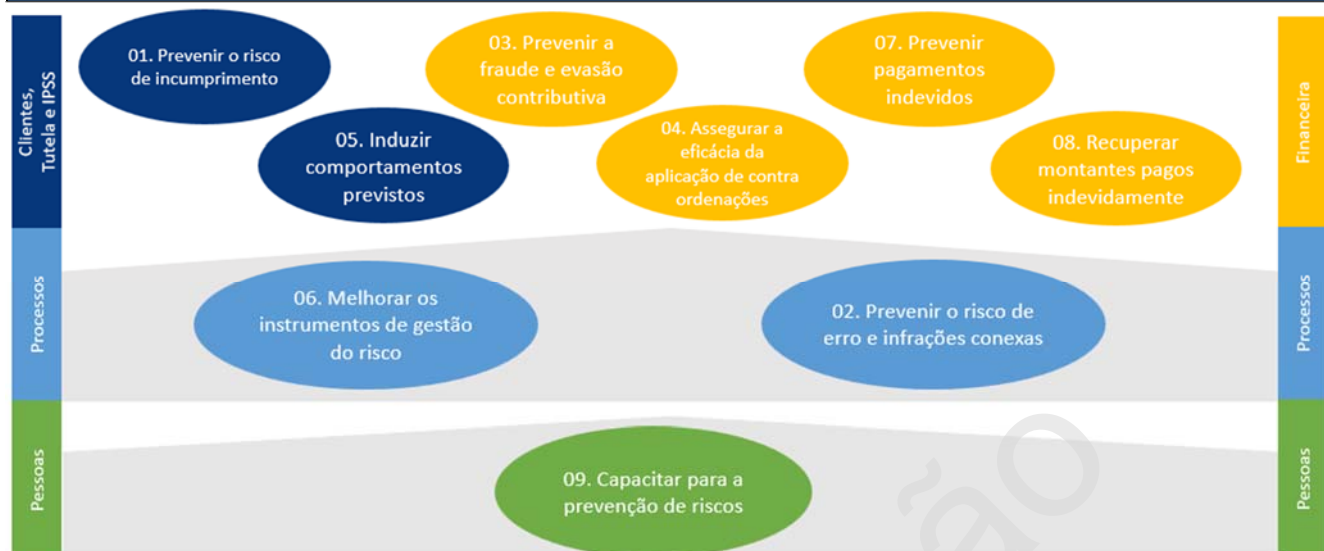 Clientes,
Tutela e IPSS
01. Prevenir o risco
de incumprimento
03. Prevenir a
fraude e evasão
contributiva
07. Prevenir
pagamentos
indevidos
Financeira
05. Induzir
comportamentos
previstos
04. Assegurar a
eficácia da
aplicação de contra
ordenações
08. Recuperar
montantes pagos
indevidamente
Processos
06. Melhorar os
instrumentos de gestão
do risco
02. Prevenir o risco de
erro e infrações conexas
Processos
Pessoas
09. Capacitar para a
prevenção de riscos
Pessoas
ão